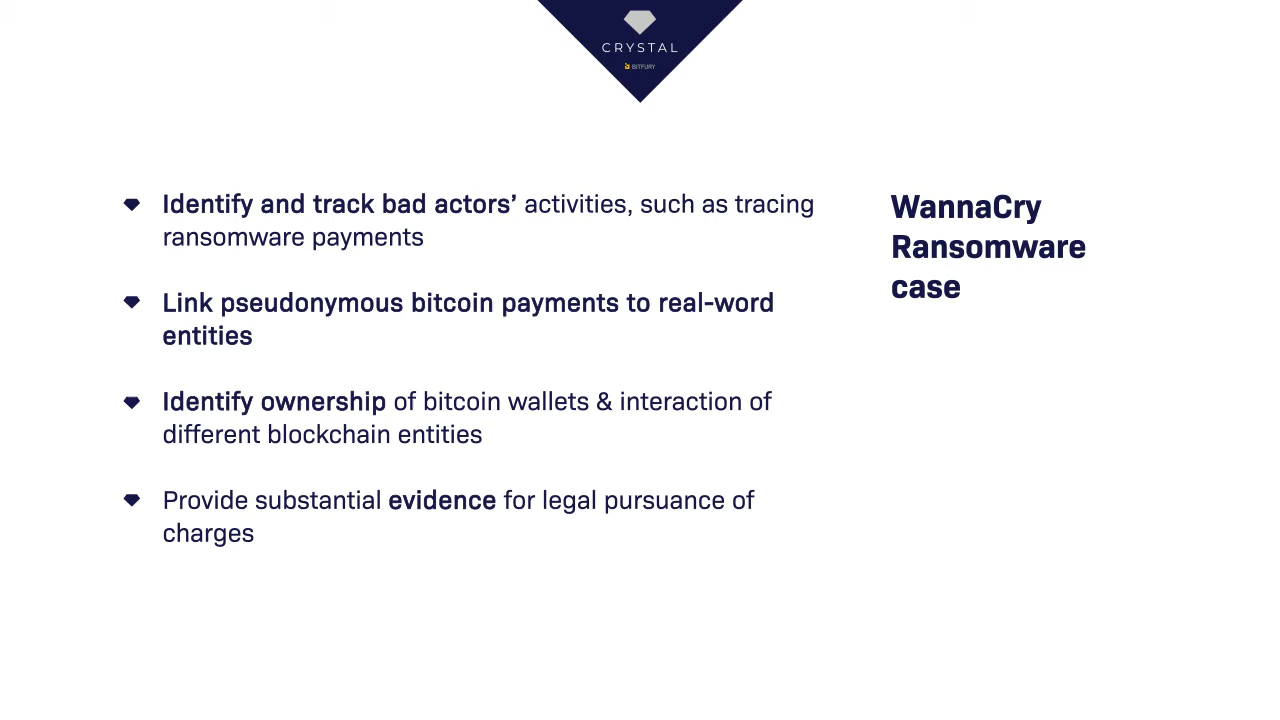 CRYSTAL
BITFURY
Identify and track bad actors’ activities, such as tracing
ransomware payments
Link pseudonymous bitcoin payments to real-word
entities
Identify ownership of bitcoin wallets & interaction of
different blockchain entities
Provide substantial evidence for legal pursuance of
charges
WannaCry
Ransomware
case